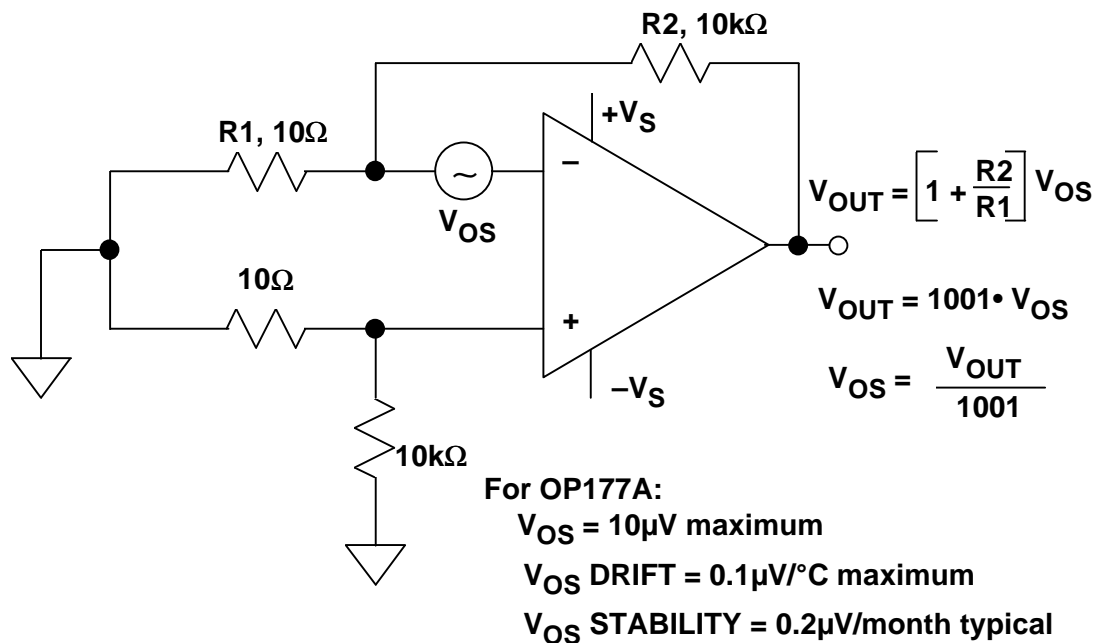 R2, 10kΩ
+VS
R1, 10Ω
−
∼
VOS
VOUT = [1 + R2/R1] VOS
10Ω
VOUT = 1001• VOS
+
VOS = VOUT/1001
−VS
10kΩ
For OP177A:
VOS = 10µV maximum
VOS DRIFT = 0.1µV/°C maximum
VOS STABILITY = 0.2µV/month typical